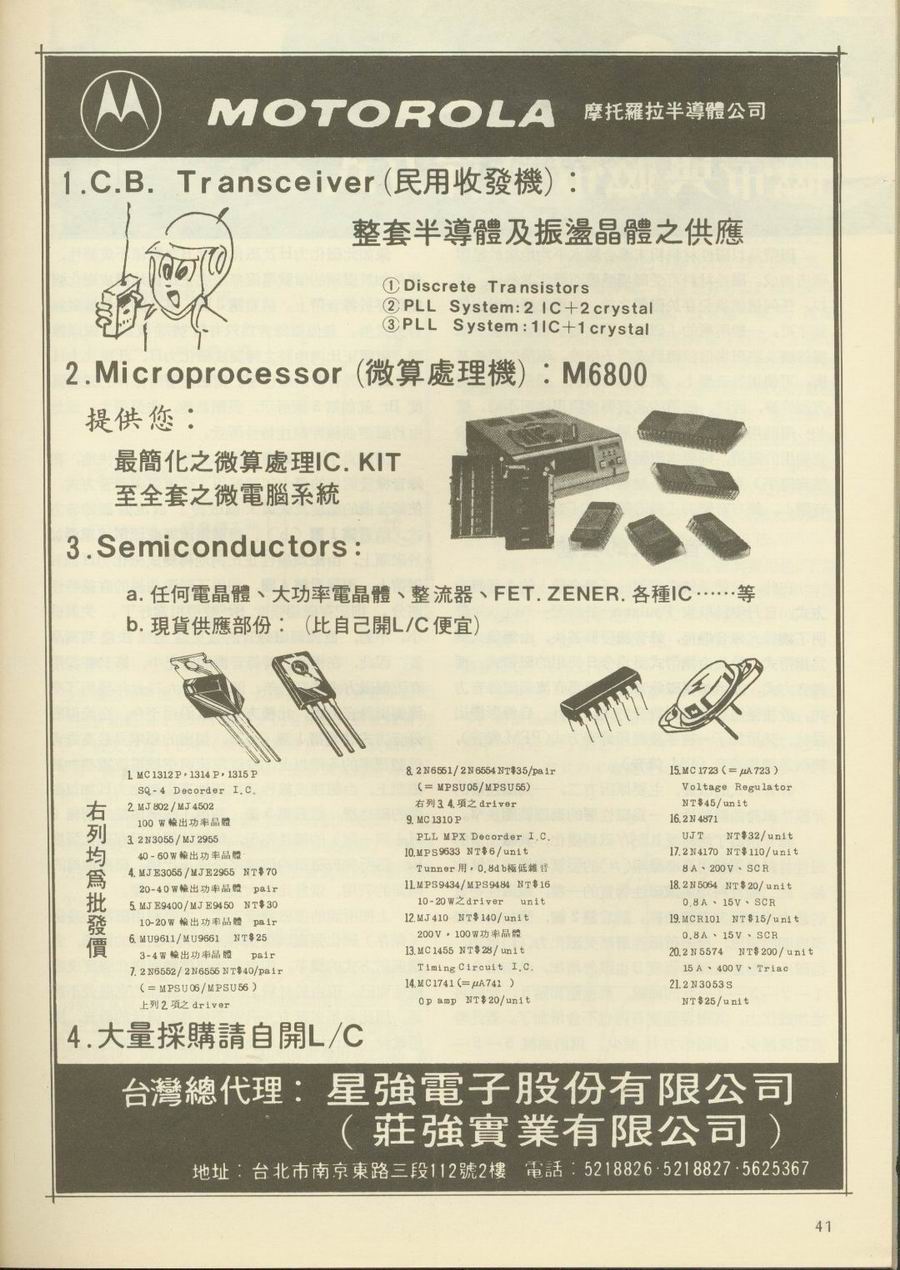 MOTOROLA 摩托羅拉半導體公司
1.C.B. Transceiver(民用收發機):
整套半導體及振盪晶體之供應
①Discrete Transistors
②PLL System:2 IC+2 crystal
③PLL System:1IC+1 crystal
2.Microprocessor(微算處理機):M6800
提供您:
最簡化之微算處理IC. KIT
至全套之微電腦系統
3.Semiconductors:
a. 任何電晶體、大功率電晶體、整流器、FET. ZENER. 各種IC……等
b. 現貨供應部份:(比自己開L/C便宜)
右列均為批發價
1. MC1312P,1314P,1315P
SQ-4 Decorder I.C.
2. MJ802/MJ4502
100W輸出功率晶體
3. 2N3055/MJ2955
40-60W輸出功率晶體
4. MJE3055/MJE2955 NT$70
20-40W輸出功率晶體 pair
5. MJE9400/MJE9450 NT$30
10-20W輸出功率晶體 pair
6. MU9611/MU9661 NT$25
3-4W輸出功率晶體 pair
7. 2N6552/2N6555 NT$40/pair
(=MPSU06/MPSU56)
上列2.項之driver
8. 2N6551/2N6554NT$35/pair
(=MPSU05/MPSU55)
右列3.4.項之driver
9. MC1310P
PLL MPX Decorder I.C.
10.MPS9633 NT$6/unit
Tunner用,0.8db極低雜音
11.MPS9434/MPS9484 NT$16
10-20W之driver unit
12.MJ410 NT$140/unit
200V,100W功率晶體
13.MC1455 NT$28/unit
Timing Circuit I.C.
14.MC1741(=μA741)
Op amp NT$20/unit
15.MC1723(=μA723)
Voltage Regulator
NT$45/unit
16.2N4871
UJT NT$32/unit
17.2N4170 NT$110/unit
8A、200V、SCR
18.2N5064 NT$20/unit
0.8A、15V、SCR
19.MCR101 NT$15/unit
0.8A、15V、SCR
20.2N5574 NT$200/unit
15A、400V、Triac
21.2N3053S
NT$25/unit
4.大量採購請自開L/C
台灣總代理:星強電子股份有限公司
(莊強實業有限公司)
地址:台北市南京東路三段112號2樓 電話:5218826·5218827·5625367
41